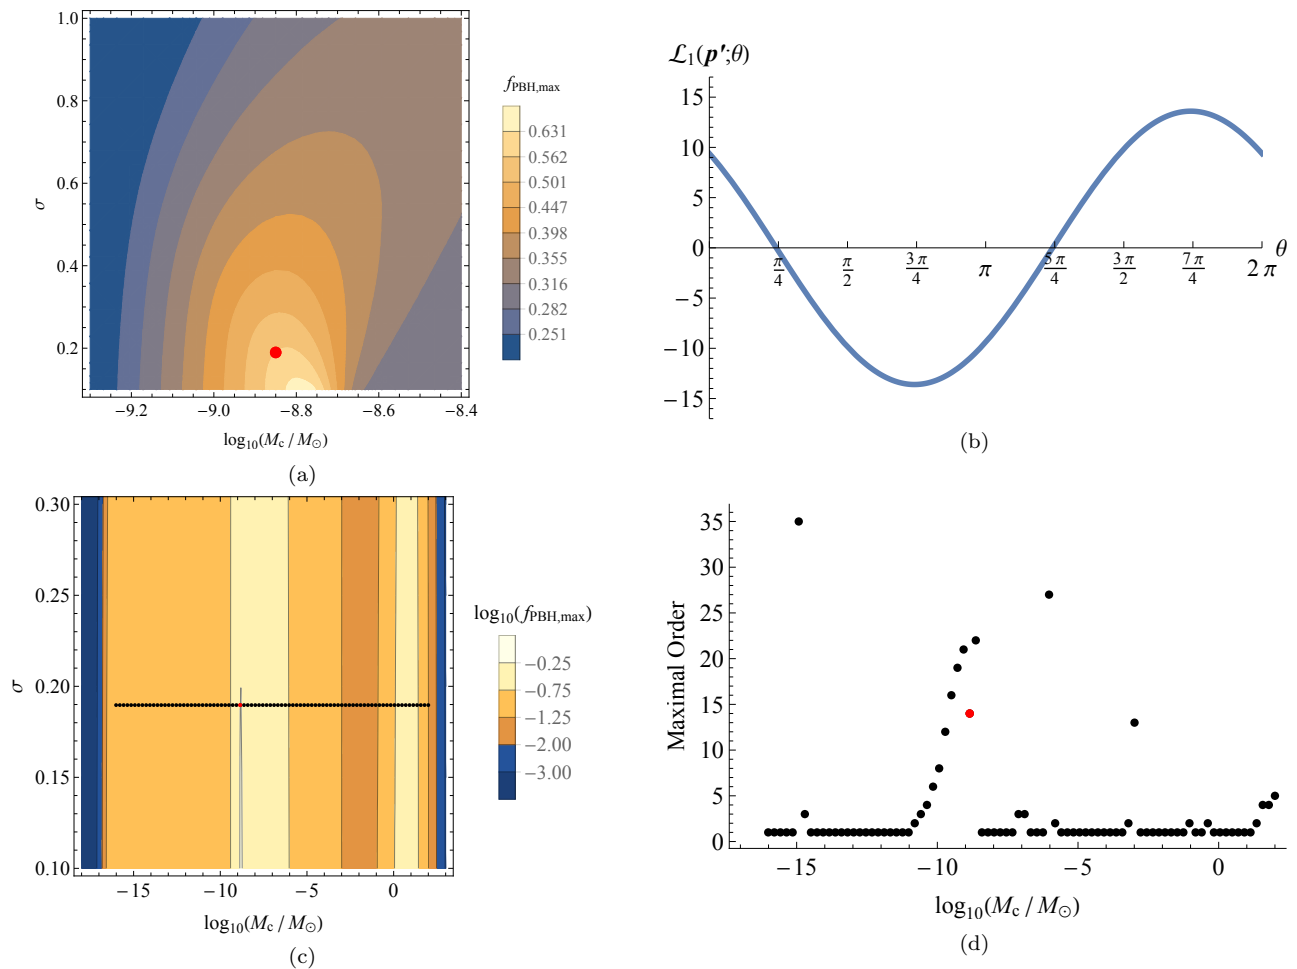 1.0
0.8
0.6
0.4
0.2
σ
−9.2 −9.0 −8.8 −8.6 −8.4
log10(Mc / M⊙)
fPBH,max
0.631
0.562
0.501
0.447
0.398
0.355
0.316
0.282
0.251
(a)
ℒ1(p′;θ)
15
10
5
0
−5
−10
−15
π/4 π/2 3π/4 π 5π/4 3π/2 7π/4 2π θ
(b)
0.30
0.25
0.20
0.15
0.10
σ
−15 −10 −5 0
log10(Mc / M⊙)
log10(fPBH,max)
−0.25
−0.75
−1.25
−2.00
−3.00
(c)
35
30
25
20
15
10
5
0
Maximal Order
−15 −10 −5 0
log10(Mc / M⊙)
(d)